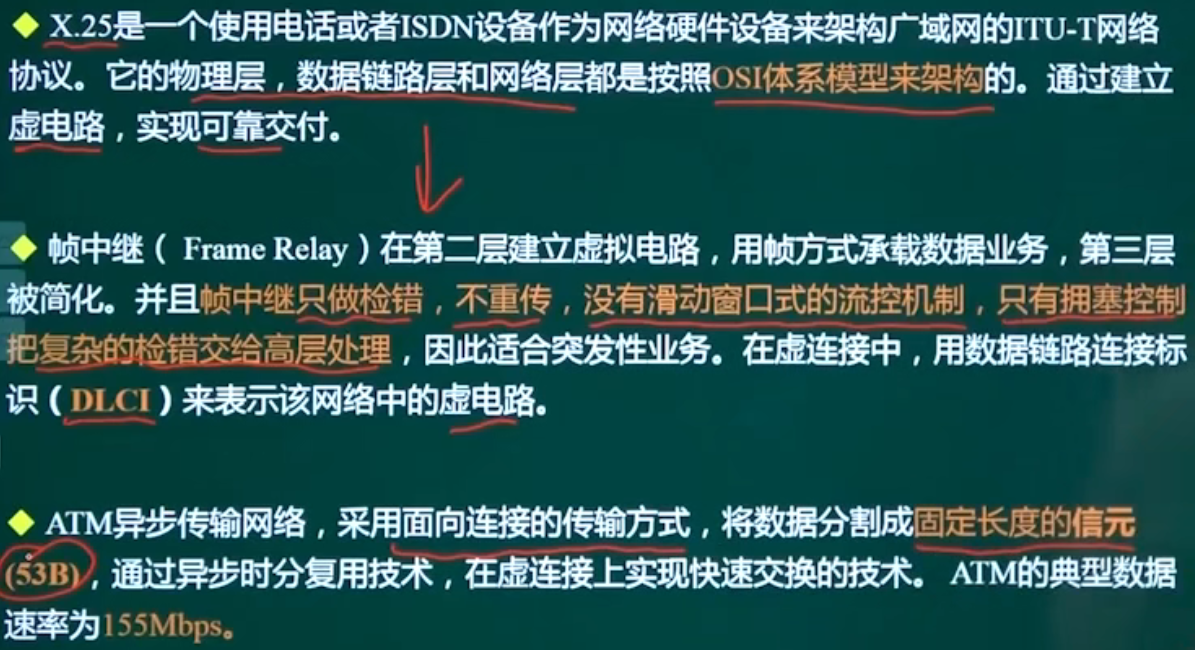 X.25是一个使用电话或者ISDN设备作为网络硬件设备来架构广域网的ITU-T网络
协议。它的物理层，数据链路层和网络层都是按照OSI体系模型来架构的。通过建立
虚电路，实现可靠交付。
帧中继（ Frame Relay）在第二层建立虚拟电路，用帧方式承载数据业务，第三层
被简化。并且帧中继只做检错，不重传，没有滑动窗口式的流控机制，只有拥塞控制
把复杂的检错交给高层处理，因此适合突发性业务。在虚连接中，用数据链路连接标
识（DLCI）来表示该网络中的虚电路。
ATM异步传输网络，采用面向连接的传输方式，将数据分割成固定长度的信元
(53B)，通过异步时分复用技术，在虚连接上实现快速交换的技术。 ATM的典型数据
速率为155Mbps。